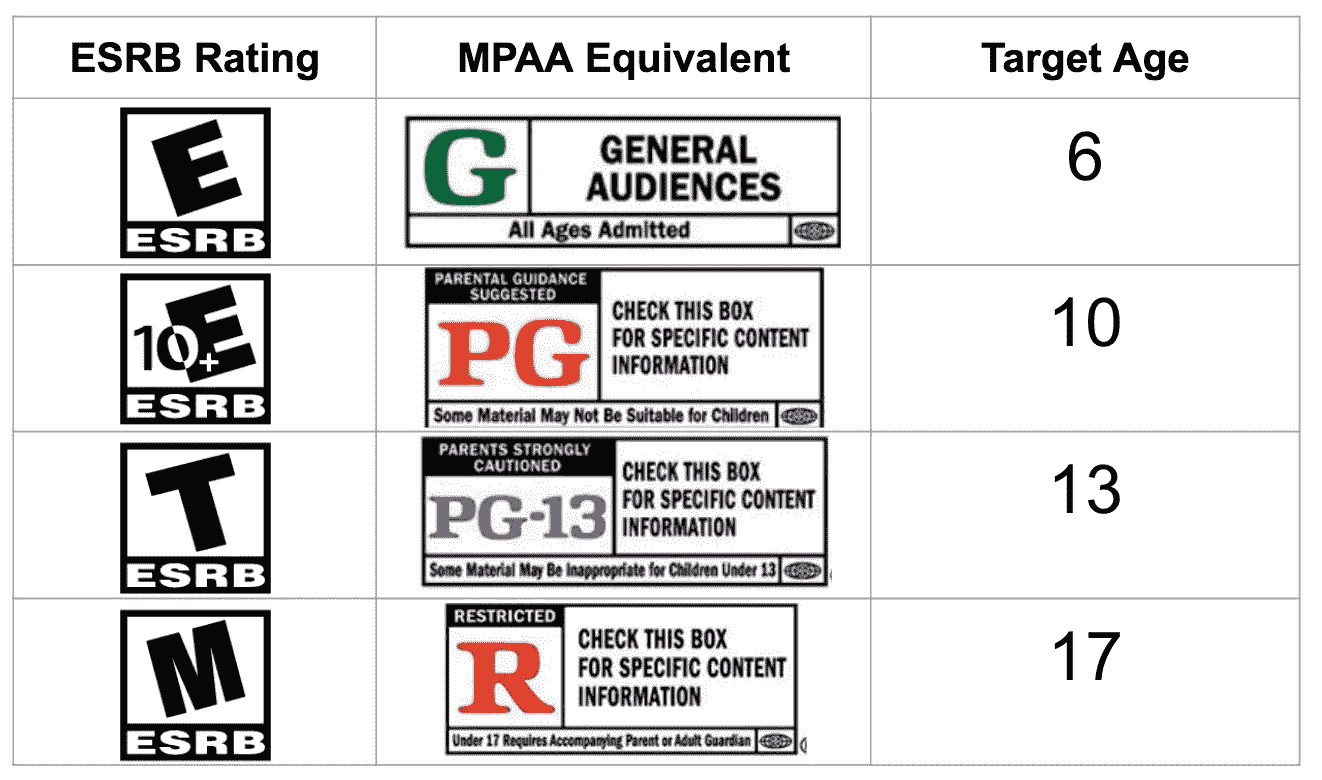 ESRB Rating
MPAA Equivalent
Target Age
E
ESRB
G
GENERAL
AUDIENCES
All Ages Admitted
6
E
10+
ESRB
PARENTAL GUIDANCE
SUGGESTED
PG
CHECK THIS BOX
FOR SPECIFIC CONTENT
INFORMATION
Some Material May Not Be Suitable for Children
10
T
ESRB
PARENTS STRONGLY
CAUTIONED
PG-13
CHECK THIS BOX
FOR SPECIFIC CONTENT
INFORMATION
Some Material May Be Inappropriate for Children Under 13
13
M
ESRB
RESTRICTED
R
CHECK THIS BOX
FOR SPECIFIC CONTENT
INFORMATION
Under 17 Requires Accompanying Parent or Adult Guardian
17